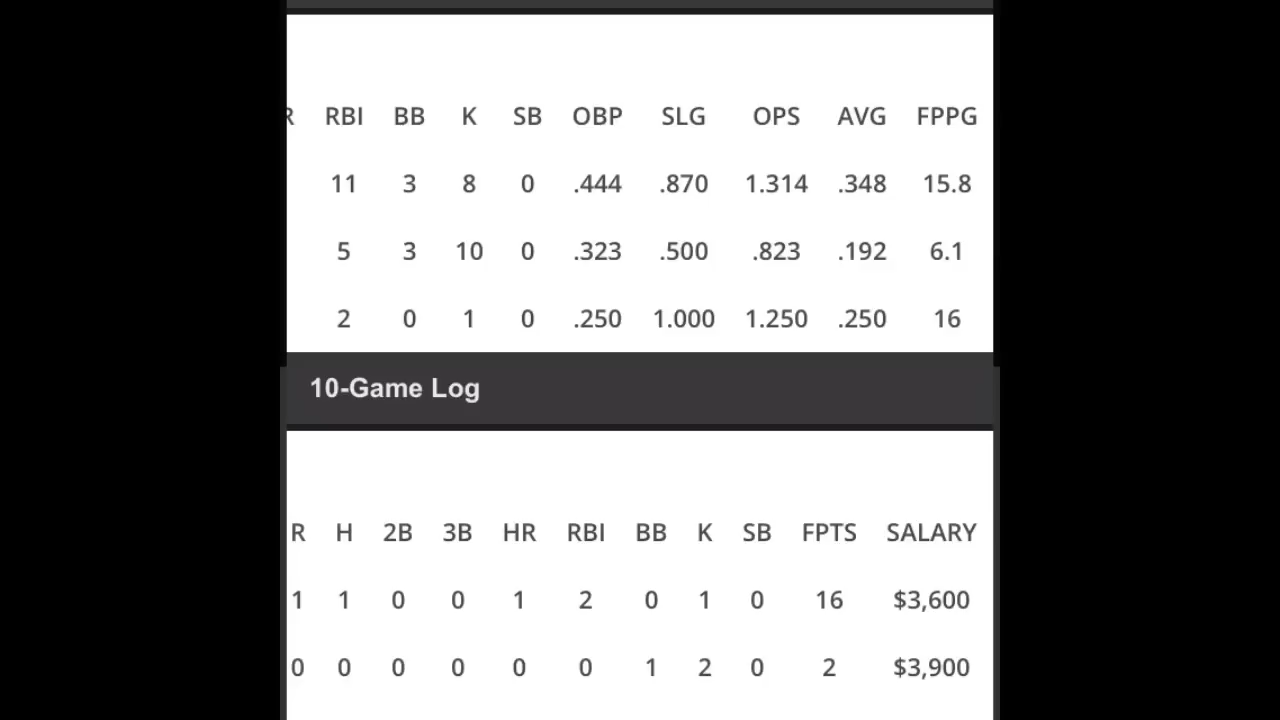 R RBI BB K SB OBP SLG OPS AVG FPPG
11 3 8 0 .444 .870 1.314 .348 15.8
5 3 10 0 .323 .500 .823 .192 6.1
2 0 1 0 .250 1.000 1.250 .250 16
10-Game Log
R H 2B 3B HR RBI BB K SB FPTS SALARY
1 1 0 0 1 2 0 1 0 16 $3,600
0 0 0 0 0 0 1 2 0 2 $3,900